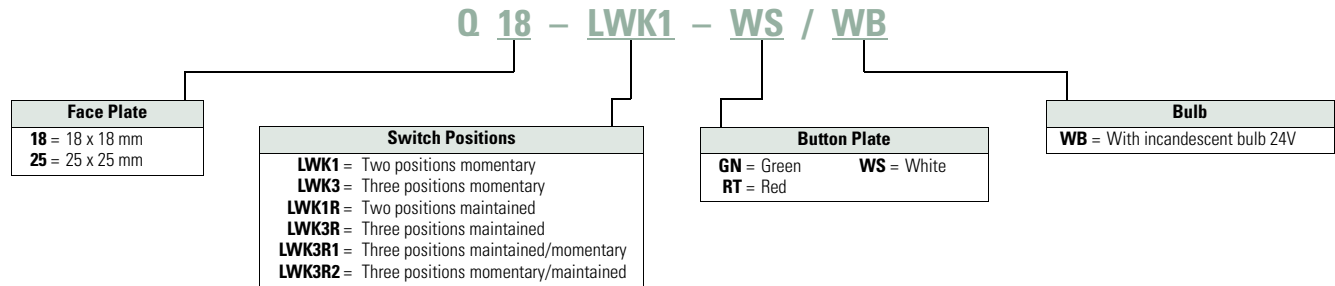 Q 18 – LWK1 – WS / WB
Face Plate
18 = 18 x 18 mm
25 = 25 x 25 mm
Switch Positions
LWK1 = Two positions momentary
LWK3 = Three positions momentary
LWK1R = Two positions maintained
LWK3R = Three positions maintained
LWK3R1 = Three positions maintained/momentary
LWK3R2 = Three positions momentary/maintained
Button Plate
GN = Green WS = White
RT = Red
Bulb
WB = With incandescent bulb 24V